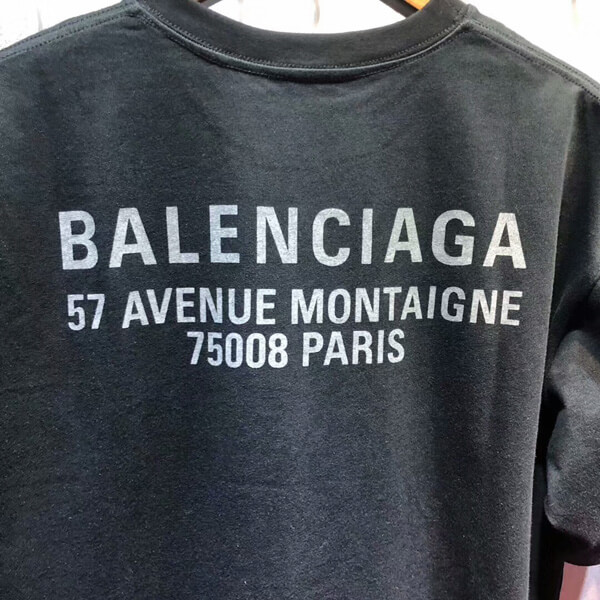 BALENCIAGA
57 AVENUE MONTAIGNE
75008 PARIS